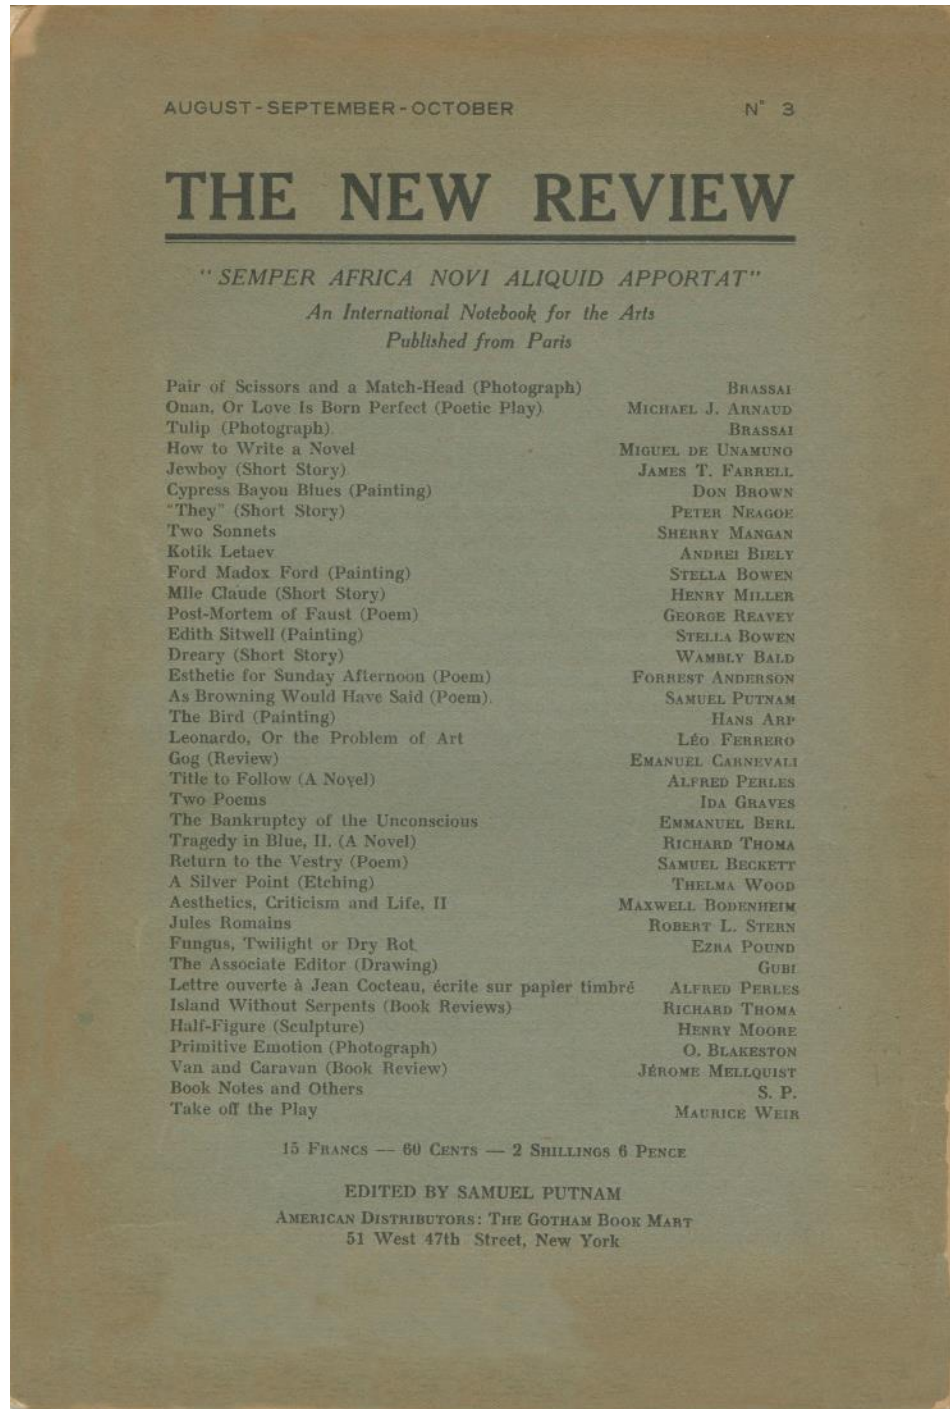 AUGUST - SEPTEMBER - OCTOBER N° 3
THE NEW REVIEW
"SEMPER AFRICA NOVI ALIQUID APPORTAT"
An International Notebook for the Arts
Published from Paris
Pair of Scissors and a Match-Head (Photograph) BRASSAI
Onan, Or Love Is Born Perfect (Poetic Play) MICHAEL J. ARNAUD
Tulip (Photograph). BRASSAI
How to Write a Novel MIGUEL DE UNAMUNO
Jewboy (Short Story) JAMES T. FARRELL
Cypress Bayou Blues (Painting) DON BROWN
"They" (Short Story) PETER NEAGOE
Two Sonnets SHERRY MANGAN
Kotik Letaev ANDREI BIELY
Ford Madox Ford (Painting) STELLA BOWEN
Mlle Claude (Short Story) HENRY MILLER
Post-Mortem of Faust (Poem) GEORGE REAVEY
Edith Sitwell (Painting) STELLA BOWEN
Dreary (Short Story) WAMBLY BALD
Esthetic for Sunday Afternoon (Poem) FORREST ANDERSON
As Browning Would Have Said (Poem). SAMUEL PUTNAM
The Bird (Painting) HANS ARP
Leonardo, Or the Problem of Art LÉO FERRERO
Gog (Review) EMANUEL CARNEVALI
Title to Follow (A Novel) ALFRED PERLES
Two Poems IDA GRAVES
The Bankruptcy of the Unconscious EMMANUEL BERL
Tragedy in Blue, II. (A Novel) RICHARD THOMA
Return to the Vestry (Poem) SAMUEL BECKETT
A Silver Point (Etching) THELMA WOOD
Aesthetics, Criticism and Life, II MAXWELL BODENHEIM
Jules Romains ROBERT L. STERN
Fungus, Twilight or Dry Rot. EZRA POUND
The Associate Editor (Drawing) GUBI
Lettre ouverte à Jean Cocteau, écrite sur papier timbré ALFRED PERLES
Island Without Serpents (Book Reviews) RICHARD THOMA
Half-Figure (Sculpture) HENRY MOORE
Primitive Emotion (Photograph) O. BLAKESTON
Van and Caravan (Book Review) JÉROME MELLQUIST
Book Notes and Others S. P.
Take off the Play MAURICE WEIR
15 FRANCS — 60 CENTS — 2 SHILLINGS 6 PENCE
EDITED BY SAMUEL PUTNAM
AMERICAN DISTRIBUTORS: THE GOTHAM BOOK MART
51 West 47th Street, New York